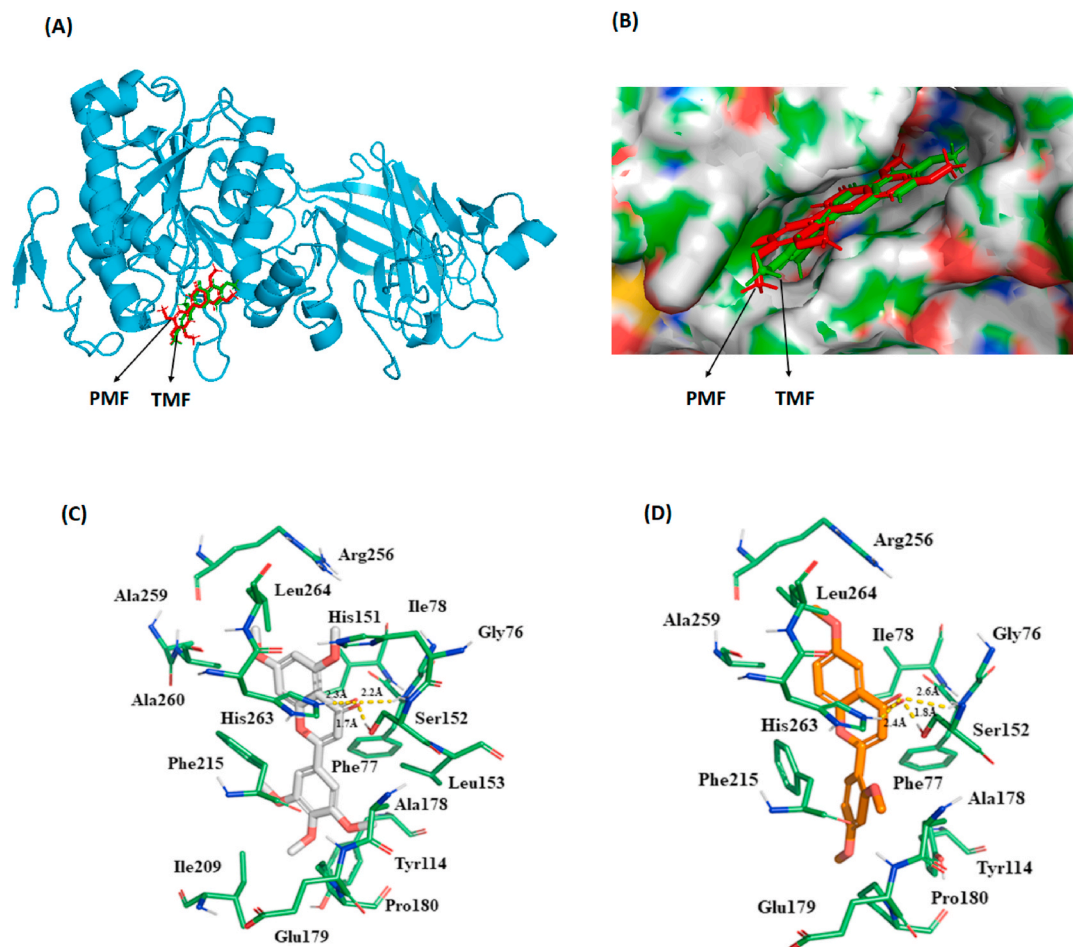 (A)
PMF TMF
(B)
PMF TMF
(C)
Arg256
Leu264
Ala259
His151
Ile78
Gly76
Ala260
2.3Å
2.2Å
1.7Å
His263
Ser152
Phe215
Phe77
Leu153
Ala178
Ile209
Tyr114
Pro180
Glu179
(D)
Arg256
Leu264
Ala259
Ile78
Gly76
2.6Å
1.8Å
2.4Å
His263
Ser152
Phe215
Phe77
Ala178
Tyr114
Pro180
Glu179